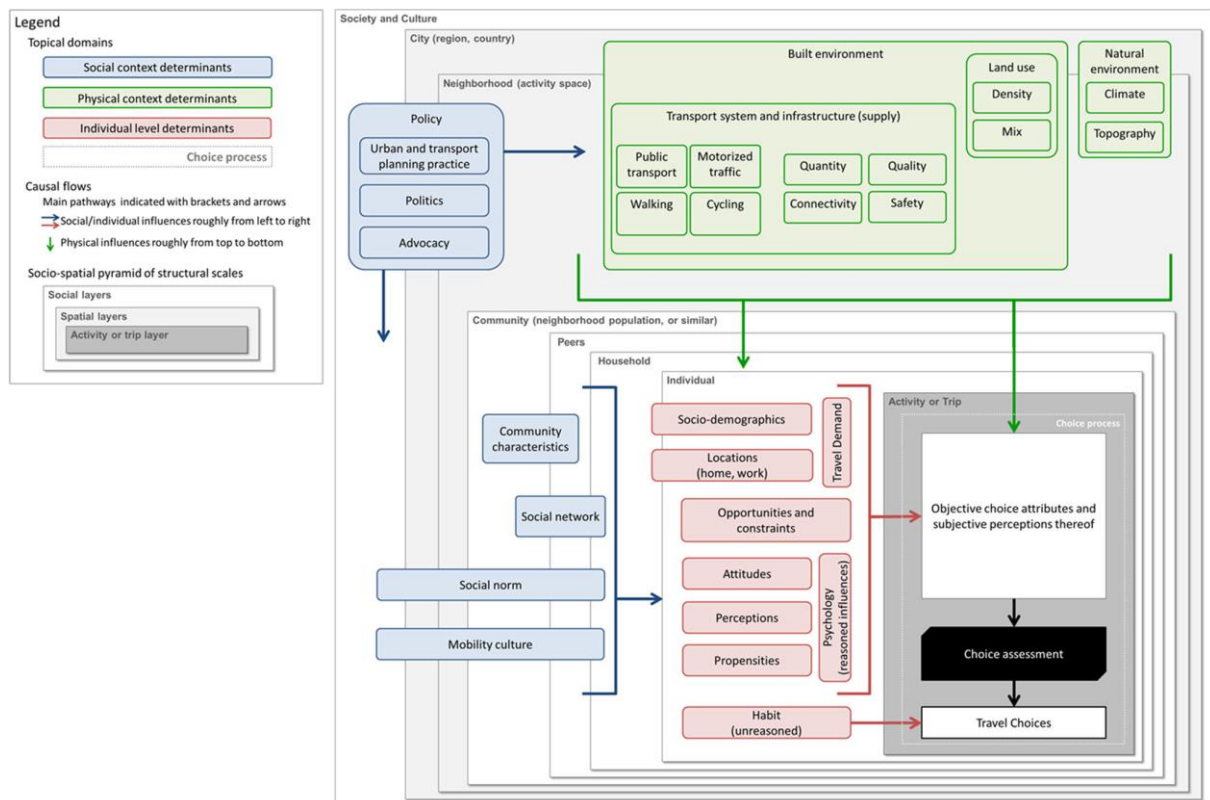 Legend
Topical domains
Social context determinants
Physical context determinants
Individual level determinants
Choice process
Causal flows
Main pathways indicated with brackets and arrows
Social/individual influences roughly from left to right
Physical influences roughly from top to bottom
Socio-spatial pyramid of structural scales
Social layers
Spatial layers
Activity or trip layer
Society and Culture
City (region, country)
Neighborhood (activity space)
Policy
Urban and transport
planning practice
Politics
Advocacy
Built environment
Transport system and infrastructure (supply)
Public
transport
Motorized
traffic
Walking
Cycling
Quantity
Quality
Connectivity
Safety
Land use
Density
Mix
Natural
environment
Climate
Topography
Community (neighborhood population, or similar)
Peers
Household
Individual
Community
characteristics
Social network
Social norm
Mobility culture
Socio-demographics
Locations
(home, work)
Travel Demand
Opportunities and
constraints
Attitudes
Perceptions
Propensities
Psychology
(reasoned influences)
Habit
(unreasoned)
Activity or Trip
Choice process
Objective choice attributes and
subjective perceptions thereof
Choice assessment
Travel Choices